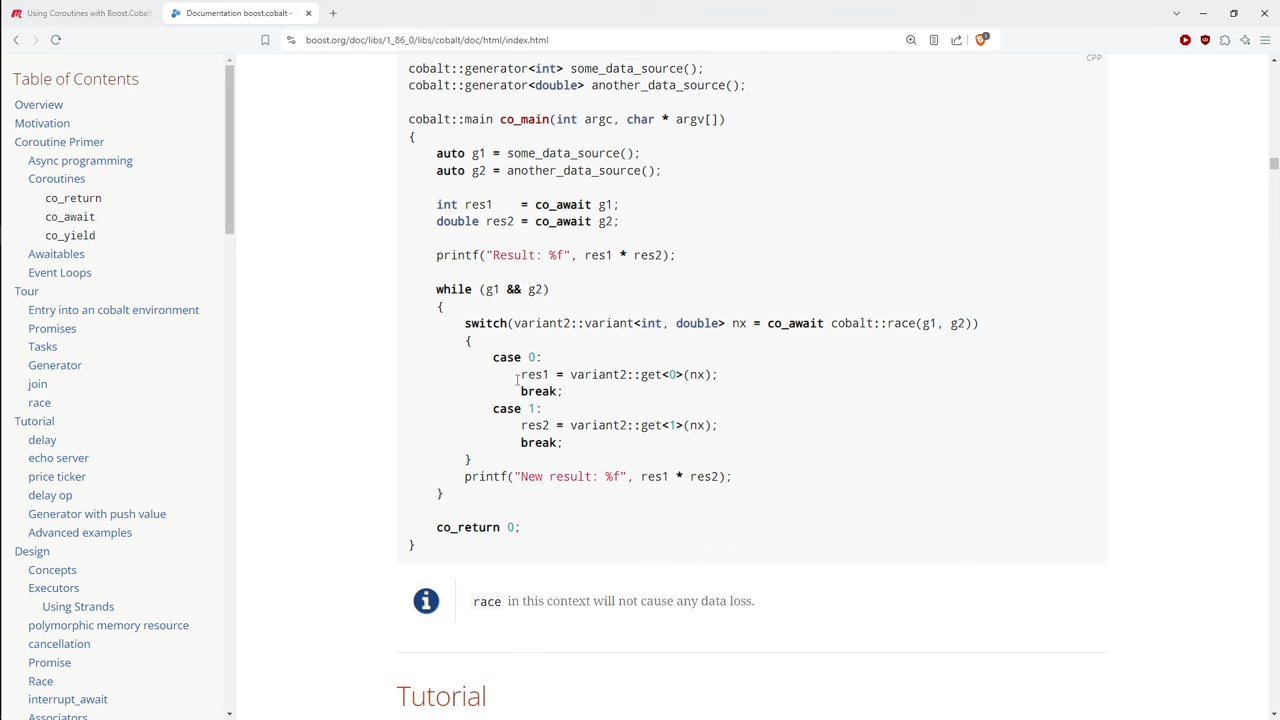 Using Coroutines with Boost.Cobal
Documentation boost.cobalt -
boost.org/doc/libs/1_86_0/libs/cobalt/doc/html/index.html
Table of Contents
Overview
Motivation
Coroutine Primer
Async programming
Coroutines
co_return
co_await
co_yield
Awaitables
Event Loops
Tour
Entry into an cobalt environment
Promises
Tasks
Generator
join
race
Tutorial
delay
echo server
price ticker
delay op
Generator with push value
Advanced examples
Design
Concepts
Executors
Using Strands
polymorphic memory resource
cancellation
Promise
Race
interrupt_await
Associators
CPP
cobalt::generator<int> some_data_source();
cobalt::generator<double> another_data_source();
cobalt::main co_main(int argc, char * argv[])
{
auto g1 = some_data_source();
auto g2 = another_data_source();
int res1 = co_await g1;
double res2 = co_await g2;
printf("Result: %f", res1 * res2);
while (g1 && g2)
{
switch(variant2::variant<int, double> nx = co_await cobalt::race(g1, g2))
{
case 0:
res1 = variant2::get<0>(nx);
break;
case 1:
res2 = variant2::get<1>(nx);
break;
}
printf("New result: %f", res1 * res2);
}
co_return 0;
}
race in this context will not cause any data loss.
Tutorial